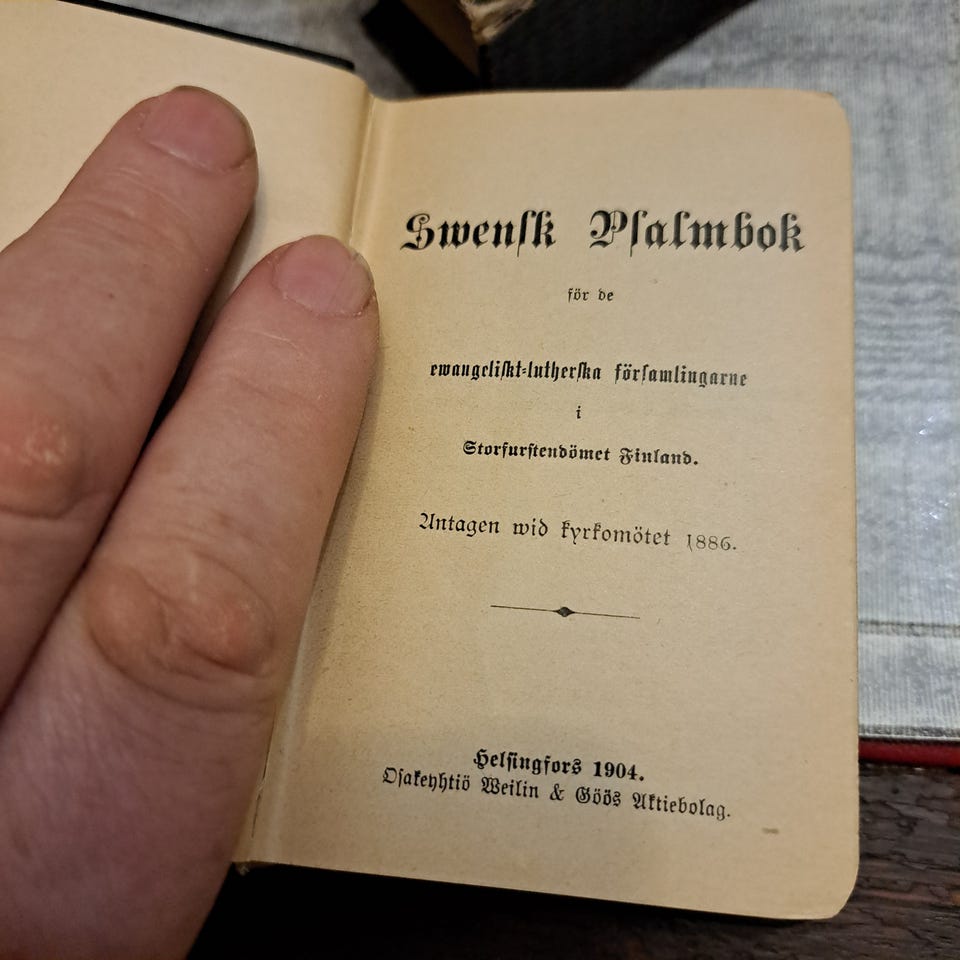 Swensk Psalmbok
för de
ewangeliskt-lutherska församlingarne
i
Storfurstendömet Finland.
Antagen wid kyrkomötet 1886.
Helsingfors 1904.
Osakeyhtiö Weilin & Göös Aktiebolag.